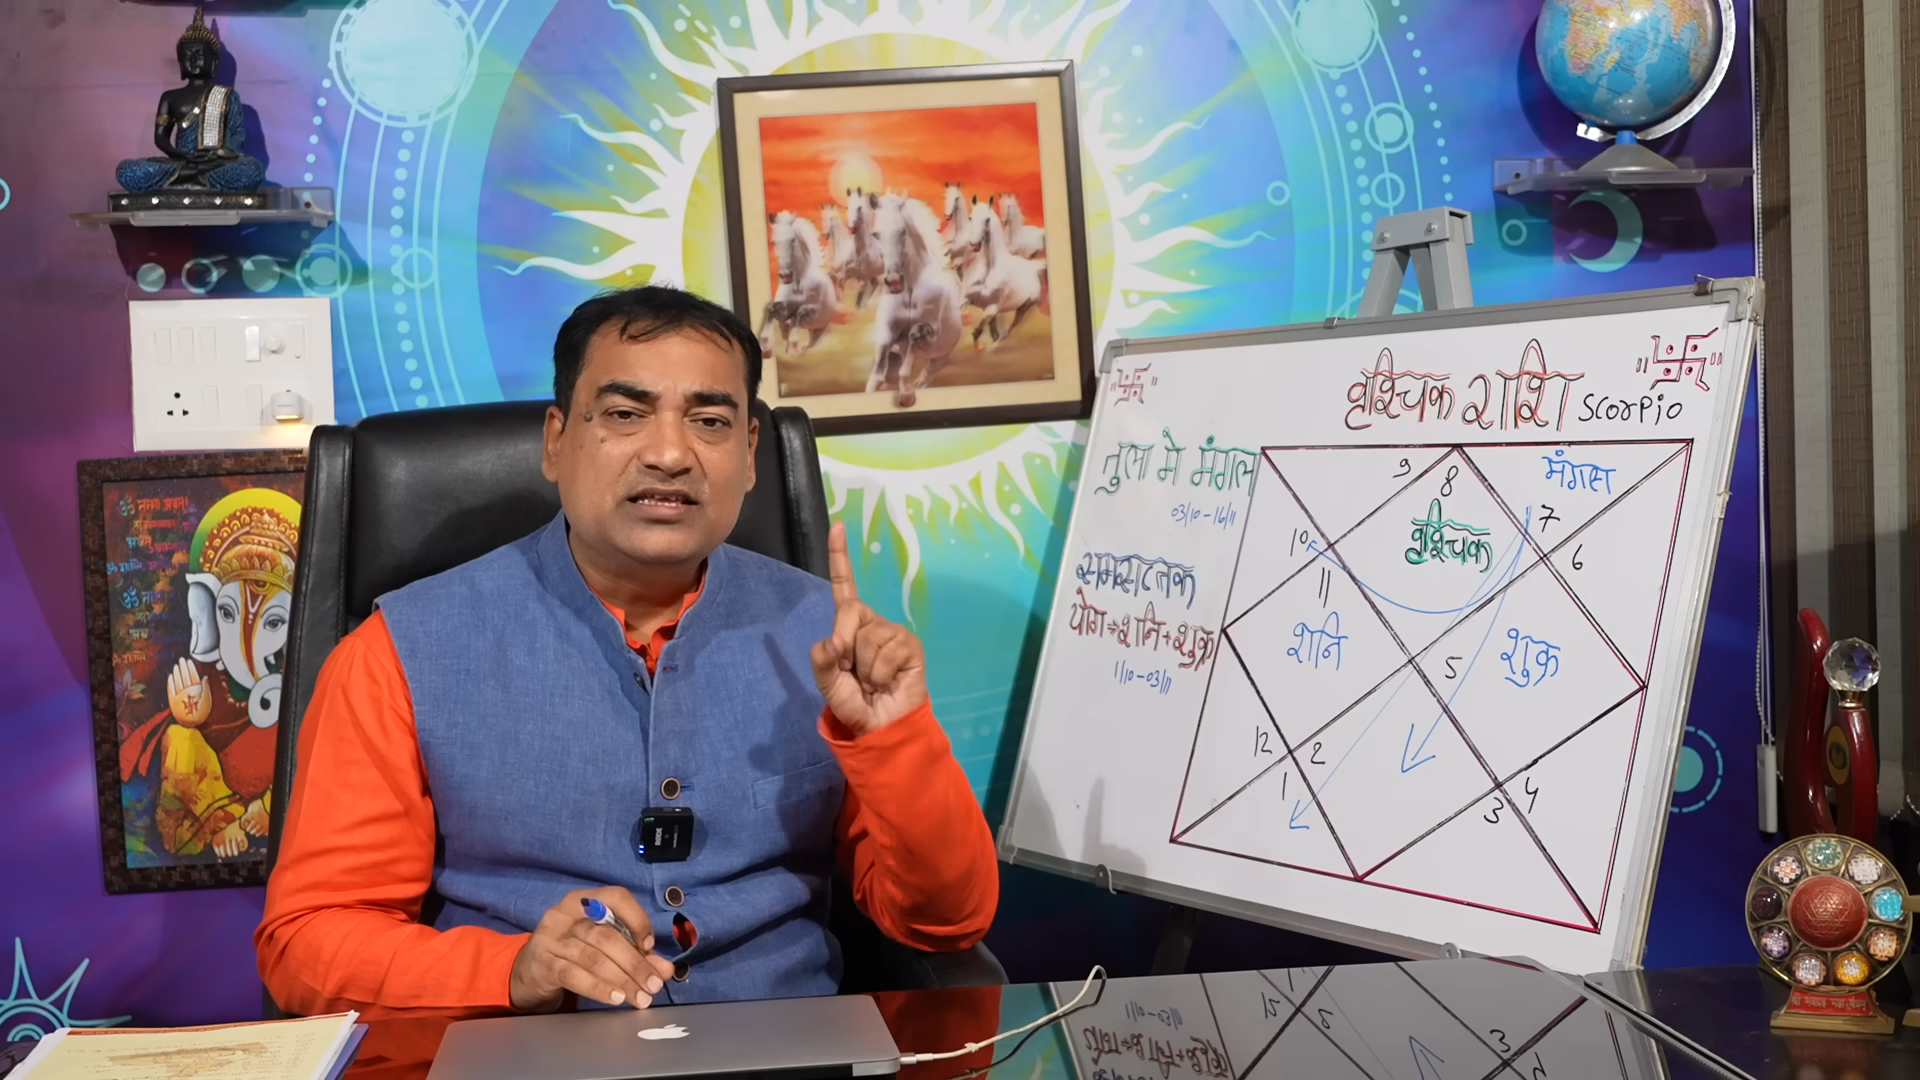 वृश्चिक राशि Scorpio
तुला मे मंगल
03/10-16/11
समसप्तक
योग→शनि+शुक्र
1/10-03/11
9
8
मंगल
7
वृश्चिक
10
6
11
शनि
5
शुक्र
12
2
1
4
3
RODE